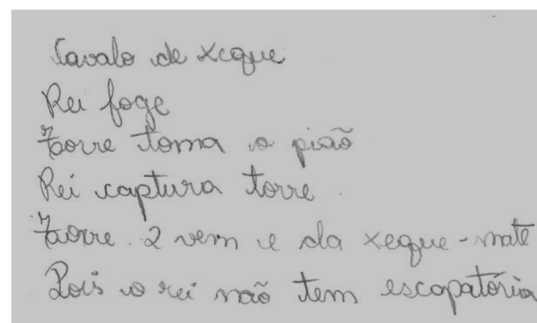 Cavalo de xeque
Rei foge
Torre toma o pião
Rei captura torre.
Torre 2 vem e da xeque-mate
Pois o rei não tem escapatória